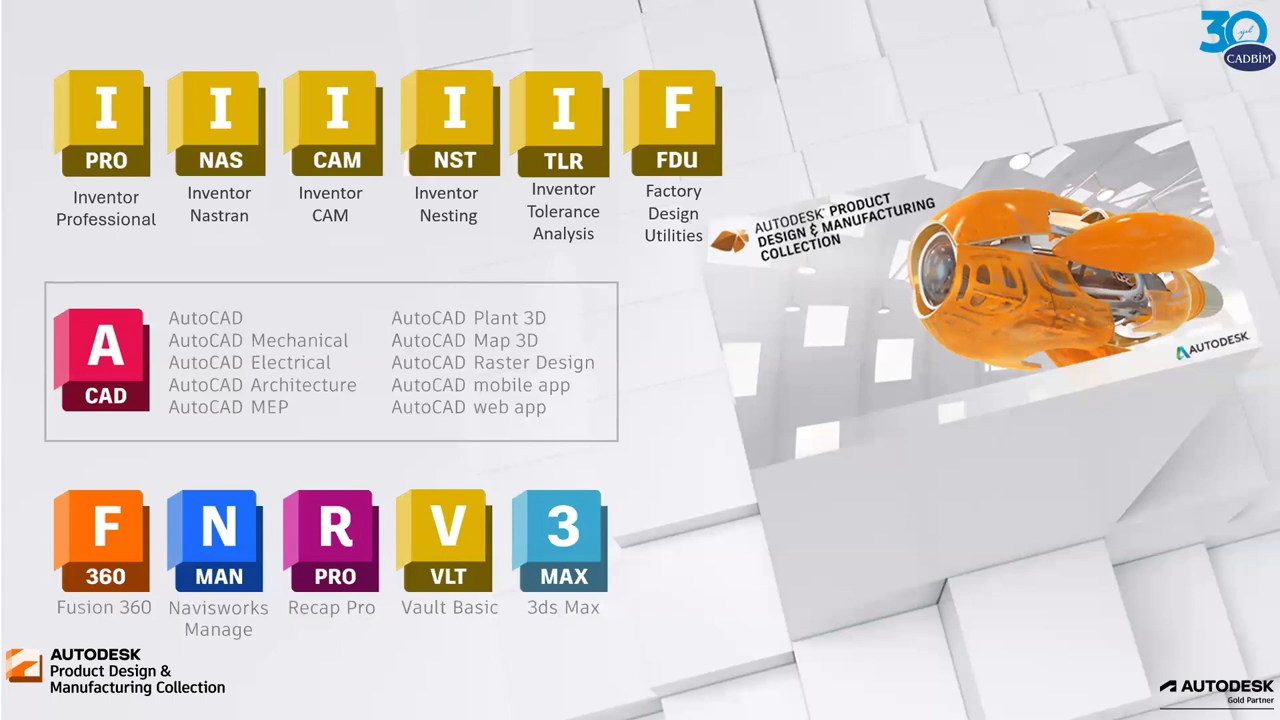 30
yıl
CADBİM
I
PRO
Inventor
Professional
I
NAS
Inventor
Nastran
I
CAM
Inventor
CAM
I
NST
Inventor
Nesting
I
TLR
Inventor
Tolerance
Analysis
F
FDU
Factory
Design
Utilities
AUTODESK® PRODUCT
DESIGN & MANUFACTURING
COLLECTION
AUTODESK.
A
CAD
AutoCAD
AutoCAD Mechanical
AutoCAD Electrical
AutoCAD Architecture
AutoCAD MEP
AutoCAD Plant 3D
AutoCAD Map 3D
AutoCAD Raster Design
AutoCAD mobile app
AutoCAD web app
F
360
Fusion 360
N
MAN
Navisworks
Manage
R
PRO
Recap Pro
V
VLT
Vault Basic
3
MAX
3ds Max
AUTODESK
Product Design &
Manufacturing Collection
AUTODESK
Gold Partner